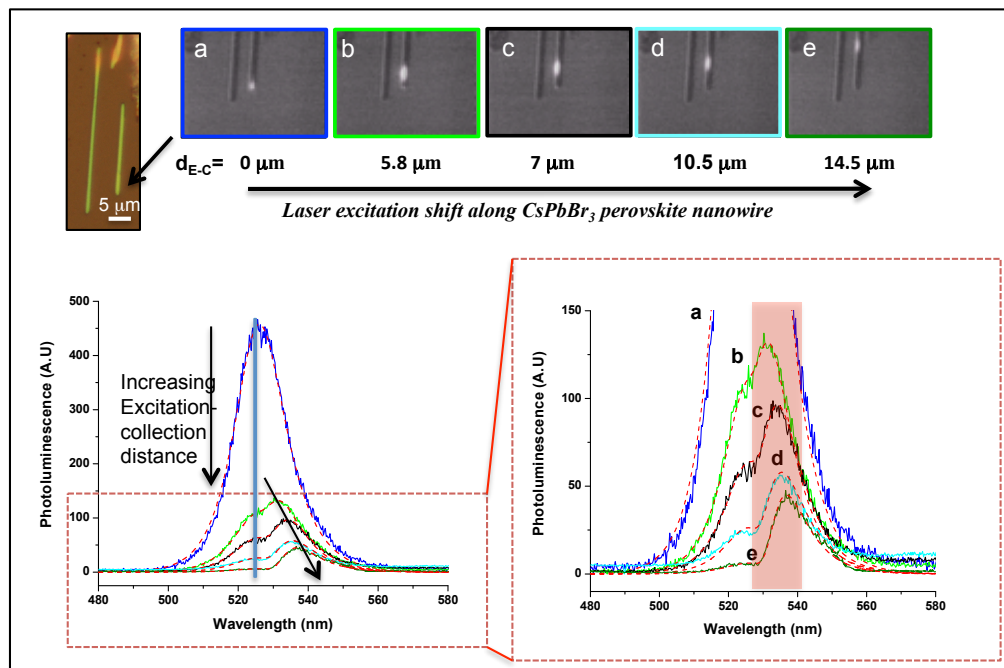 a
b
c
d
e
5 μm
d_E-C= 0 μm 5.8 μm 7 μm 10.5 μm 14.5 μm
Laser excitation shift along CsPbBr₃ perovskite nanowire
500
400
300
200
100
0
Photoluminescence (A.U)
Increasing
Excitation-
collection
distance
480 500 520 540 560 580
Wavelength (nm)
150
100
50
0
Photoluminescence (A.U)
a
b
c
d
e
480 500 520 540 560 580
Wavelength (nm)